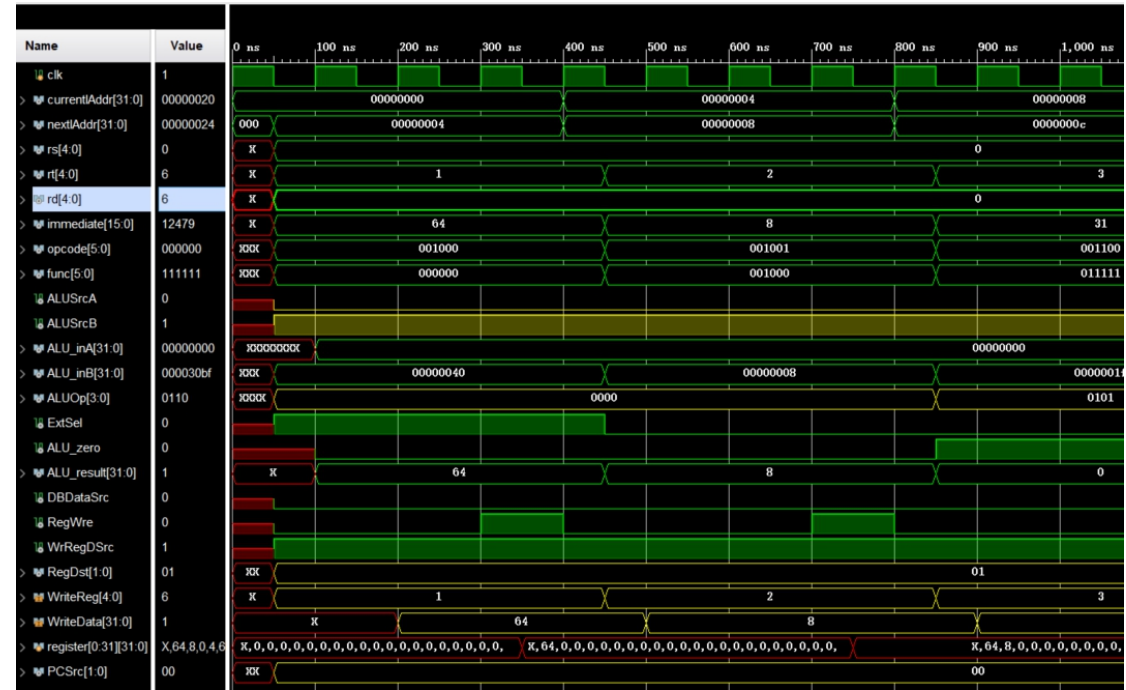 Name Value 0 ns 100 ns 200 ns 300 ns 400 ns 500 ns 600 ns 700 ns 800 ns 900 ns 1,000 ns
clk 1
currentIAddr[31:0] 00000020 00000000 00000004 00000008
nextIAddr[31:0] 00000024 000 00000004 00000008 0000000c
rs[4:0] 0 X 0
rt[4:0] 6 X 1 2 3
rd[4:0] 6 X 0
immediate[15:0] 12479 X 64 8 31
opcode[5:0] 000000 XXX 001000 001001 001100
func[5:0] 111111 XXX 000000 001000 011111
ALUSrcA 0
ALUSrcB 1
ALU_inA[31:0] 00000000 XXXXXXXX 00000000
ALU_inB[31:0] 000030bf XXX 00000040 00000008 0000001f
ALUOp[3:0] 0110 XXXX 0000 0101
ExtSel 0
ALU_zero 0
ALU_result[31:0] 1 X 64 8 0
DBDataSrc 0
RegWre 0
WrRegDSrc 1
RegDst[1:0] 01 XX 01
WriteReg[4:0] 6 X 1 2 3
WriteData[31:0] 1 X 64 8
register[0:31][31:0] X,64,8,0,4,6 X,0,0,0,0,0,0,0,0,0,0,0,0,0,0,0,0,0,0, X,64,0,0,0,0,0,0,0,0,0,0,0,0,0,0,0,0,0,0,0, X,64,8,0,0,0,0,0,0,0,
PCSrc[1:0] 00 XX 00